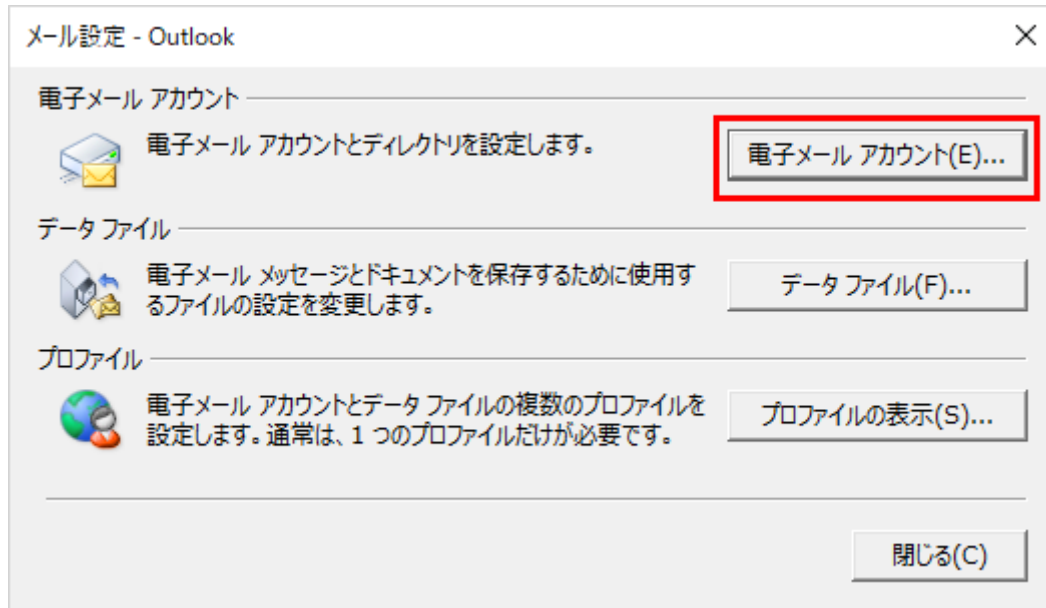 メール設定 - Outlook
電子メール アカウント
電子メール アカウントとディレクトリを設定します。
電子メール アカウント(E)...
データ ファイル
電子メール メッセージとドキュメントを保存するために使用す
るファイルの設定を変更します。
データ ファイル(F)...
プロファイル
電子メール アカウントとデータ ファイルの複数のプロファイルを
設定します。通常は、1 つのプロファイルだけが必要です。
プロファイルの表示(S)...
閉じる(C)